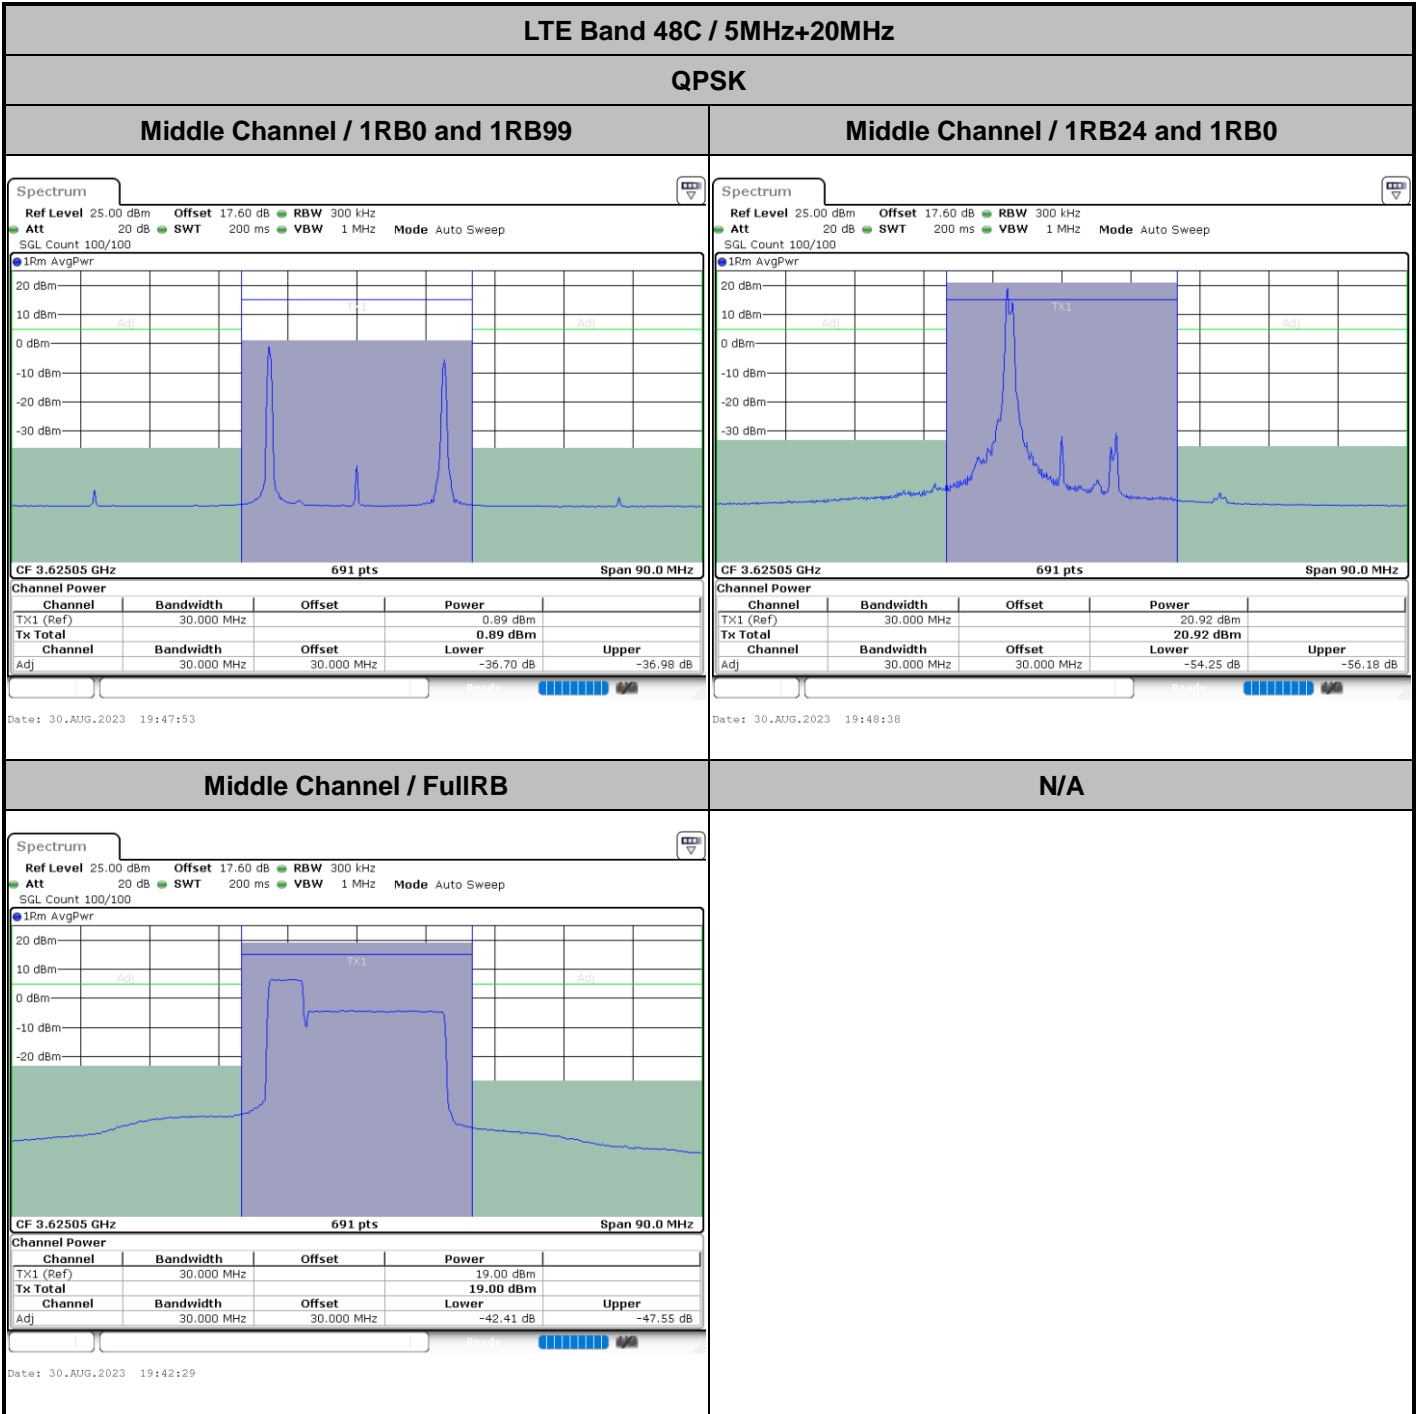 LTE Band 48C / 5MHz+20MHz
QPSK
Middle Channel / 1RB0 and 1RB99
Middle Channel / 1RB24 and 1RB0
Spectrum
Ref Level 25.00 dBm Offset 17.60 dB RBW 300 kHz
Att 20 dB SWT 200 ms VBW 1 MHz Mode Auto Sweep
SGL Count 100/100
1Rm AvgPwr
20 dBm
10 dBm
0 dBm
-10 dBm
-20 dBm
-30 dBm
Adj
TX1
Adj
CF 3.62505 GHz 691 pts Span 90.0 MHz
Channel Power
Channel Bandwidth Offset Power
TX1 (Ref) 30.000 MHz 0.89 dBm
Tx Total 0.89 dBm
Channel Bandwidth Offset Lower Upper
Adj 30.000 MHz 30.000 MHz -36.70 dB -36.98 dB
Ready
Date: 30.AUG.2023 19:47:53
Spectrum
Ref Level 25.00 dBm Offset 17.60 dB RBW 300 kHz
Att 20 dB SWT 200 ms VBW 1 MHz Mode Auto Sweep
SGL Count 100/100
1Rm AvgPwr
20 dBm
10 dBm
0 dBm
-10 dBm
-20 dBm
-30 dBm
Adj
TX1
Adj
CF 3.62505 GHz 691 pts Span 90.0 MHz
Channel Power
Channel Bandwidth Offset Power
TX1 (Ref) 30.000 MHz 20.92 dBm
Tx Total 20.92 dBm
Channel Bandwidth Offset Lower Upper
Adj 30.000 MHz 30.000 MHz -54.25 dB -56.18 dB
Ready
Date: 30.AUG.2023 19:48:38
Middle Channel / FullRB
N/A
Spectrum
Ref Level 25.00 dBm Offset 17.60 dB RBW 300 kHz
Att 20 dB SWT 200 ms VBW 1 MHz Mode Auto Sweep
SGL Count 100/100
1Rm AvgPwr
20 dBm
10 dBm
0 dBm
-10 dBm
-20 dBm
Adj
TX1
Adj
CF 3.62505 GHz 691 pts Span 90.0 MHz
Channel Power
Channel Bandwidth Offset Power
TX1 (Ref) 30.000 MHz 19.00 dBm
Tx Total 19.00 dBm
Channel Bandwidth Offset Lower Upper
Adj 30.000 MHz 30.000 MHz -42.41 dB -47.55 dB
Ready
Date: 30.AUG.2023 19:42:29